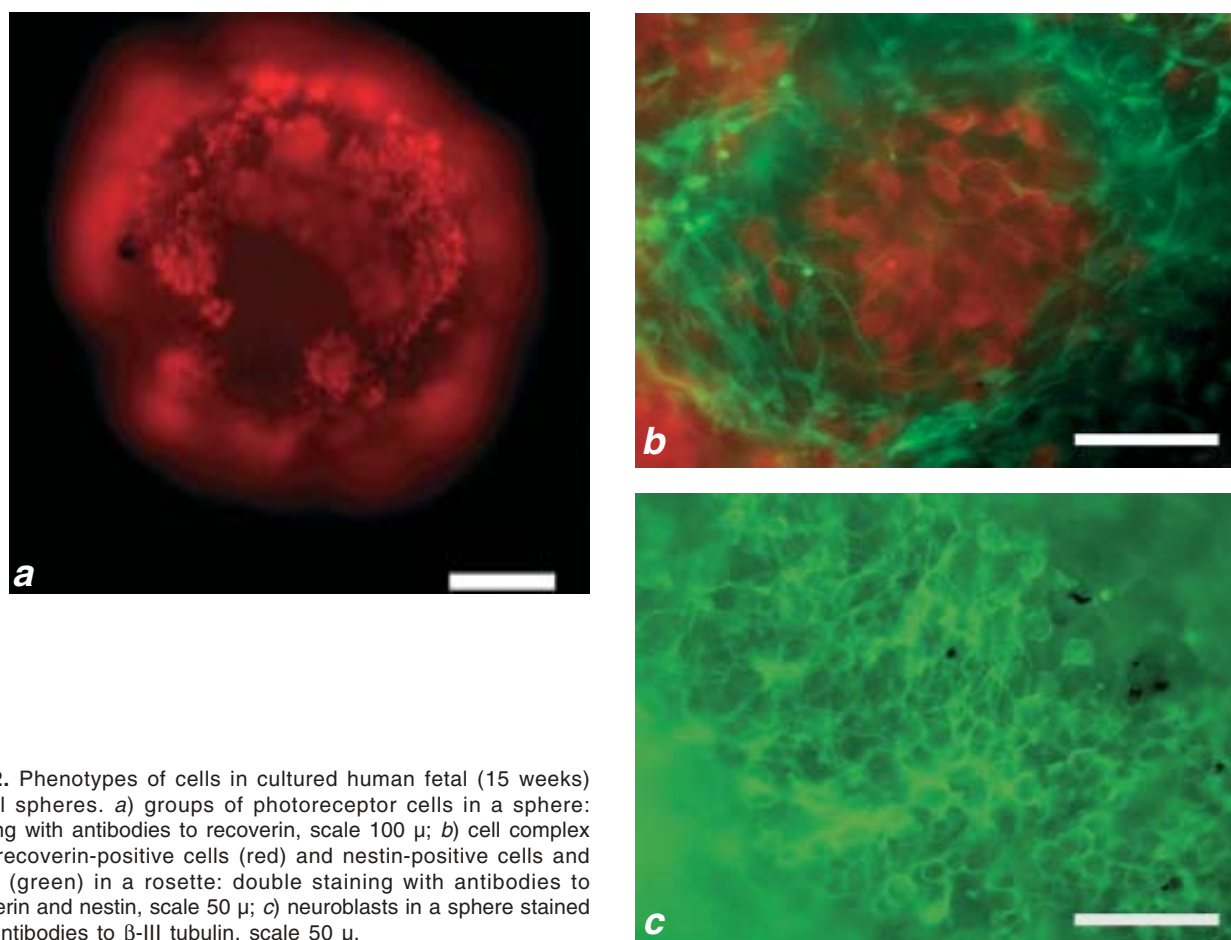 a
b
c
2. Phenotypes of cells in cultured human fetal (15 weeks)
l spheres. a) groups of photoreceptor cells in a sphere:
ng with antibodies to recoverin, scale 100 μ; b) cell complex
recoverin-positive cells (red) and nestin-positive cells and
(green) in a rosette: double staining with antibodies to
erin and nestin, scale 50 μ; c) neuroblasts in a sphere stained
antibodies to β-III tubulin. scale 50 μ.